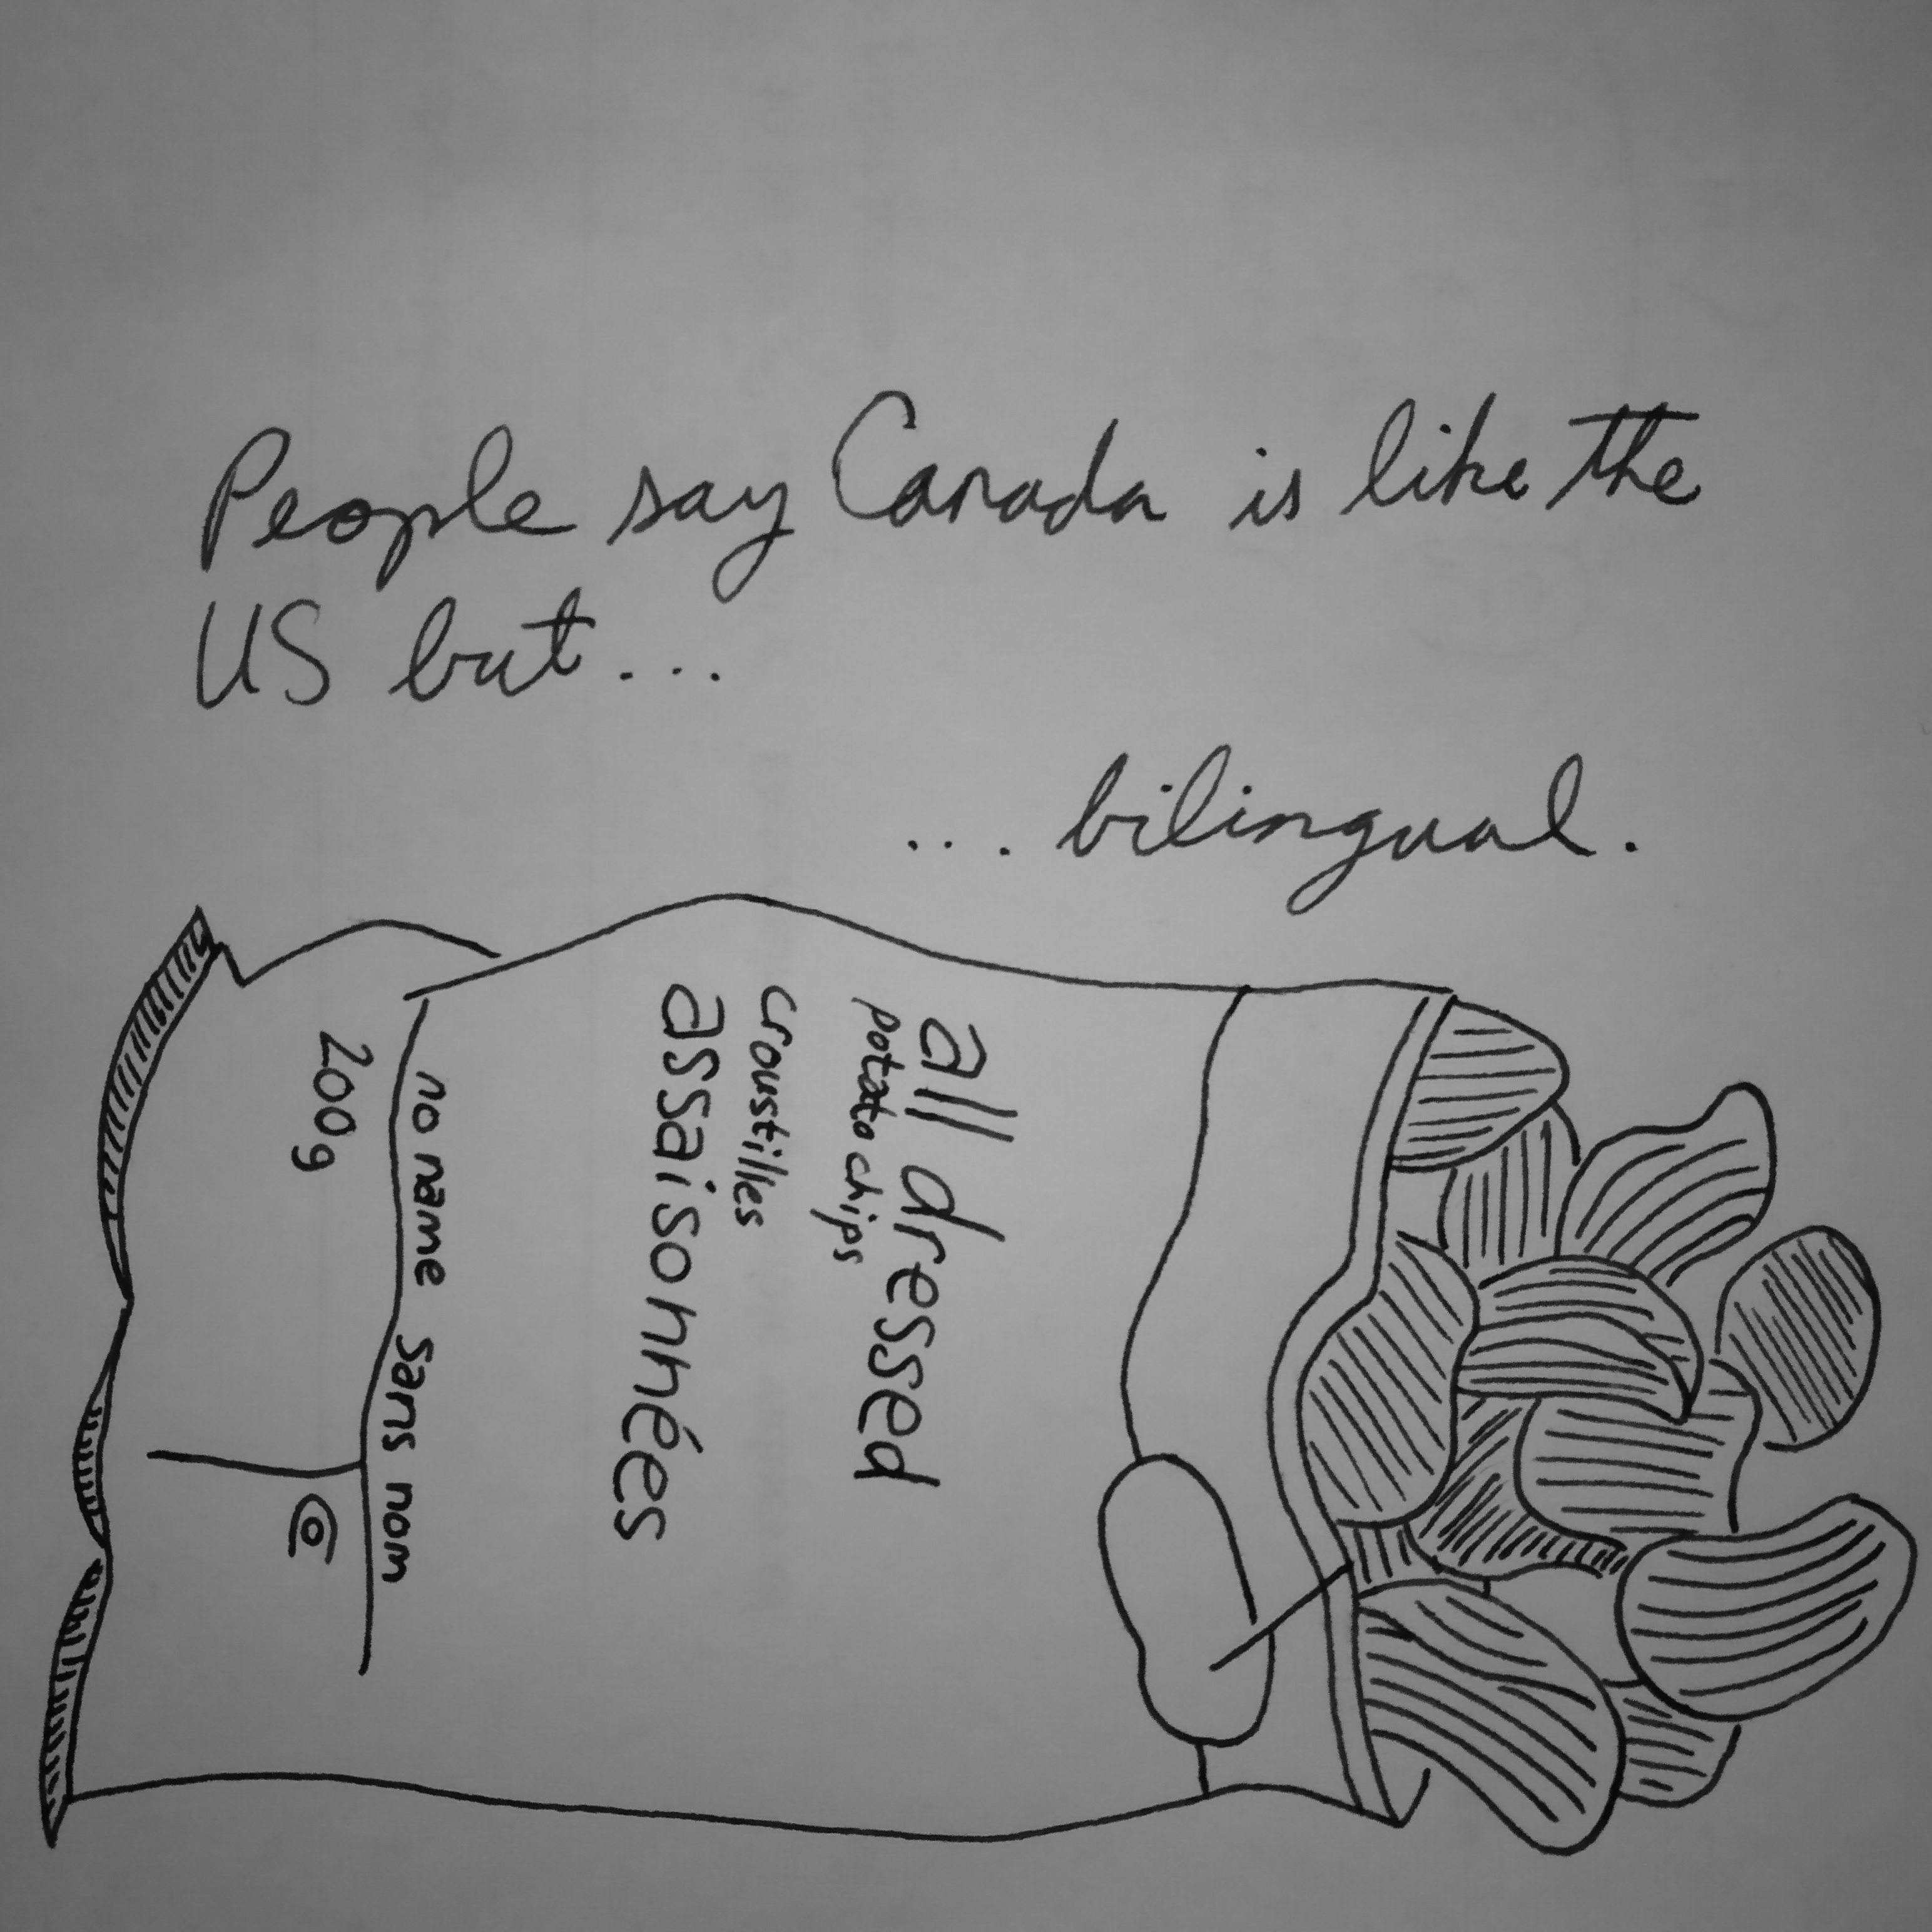 People say Canada is like the
US but...
... bilingual.
all dressed
potato chips
croustilles
assaisonnées
no name sans nom
200g